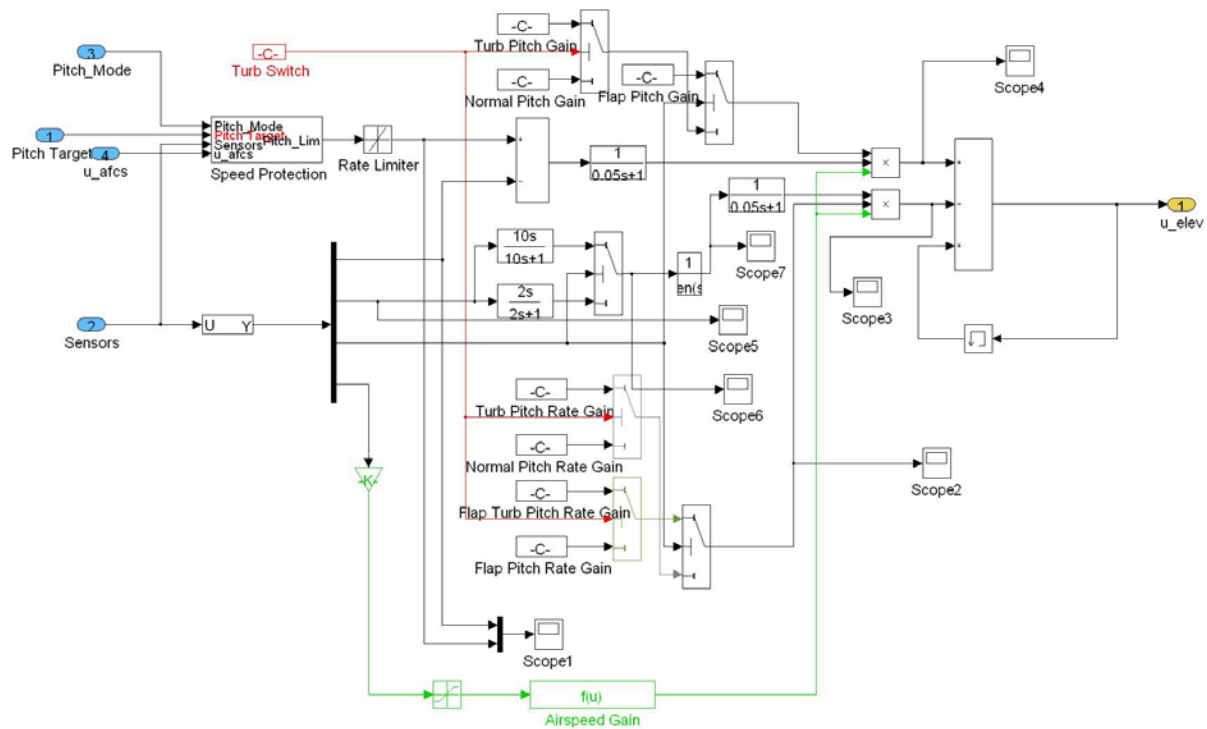 -C-
Turb Pitch Gain
3
Pitch_Mode
-C-
Turb Switch
-C-
Normal Pitch Gain
-C-
Flap Pitch Gain
Scope4
1
Pitch Target
4
u_afcs
Pitch_Mode
Pitch Target
Sensors
u_afcs
Pitch_Lim
Speed Protection
Rate Limiter
+
-
1
0.05s+1
×
1
0.05s+1
×
+
-
+
1
u_elev
10s
10s+1
2s
2s+1
1
en(s
Scope7
Scope3
2
Sensors
U Y
Scope5
-C-
Turb Pitch Rate Gain
Scope6
-C-
Normal Pitch Rate Gain
-C-
Flap Turb Pitch Rate Gain
Scope2
-K-
-C-
Flap Pitch Rate Gain
Scope1
f(u)
Airspeed Gain